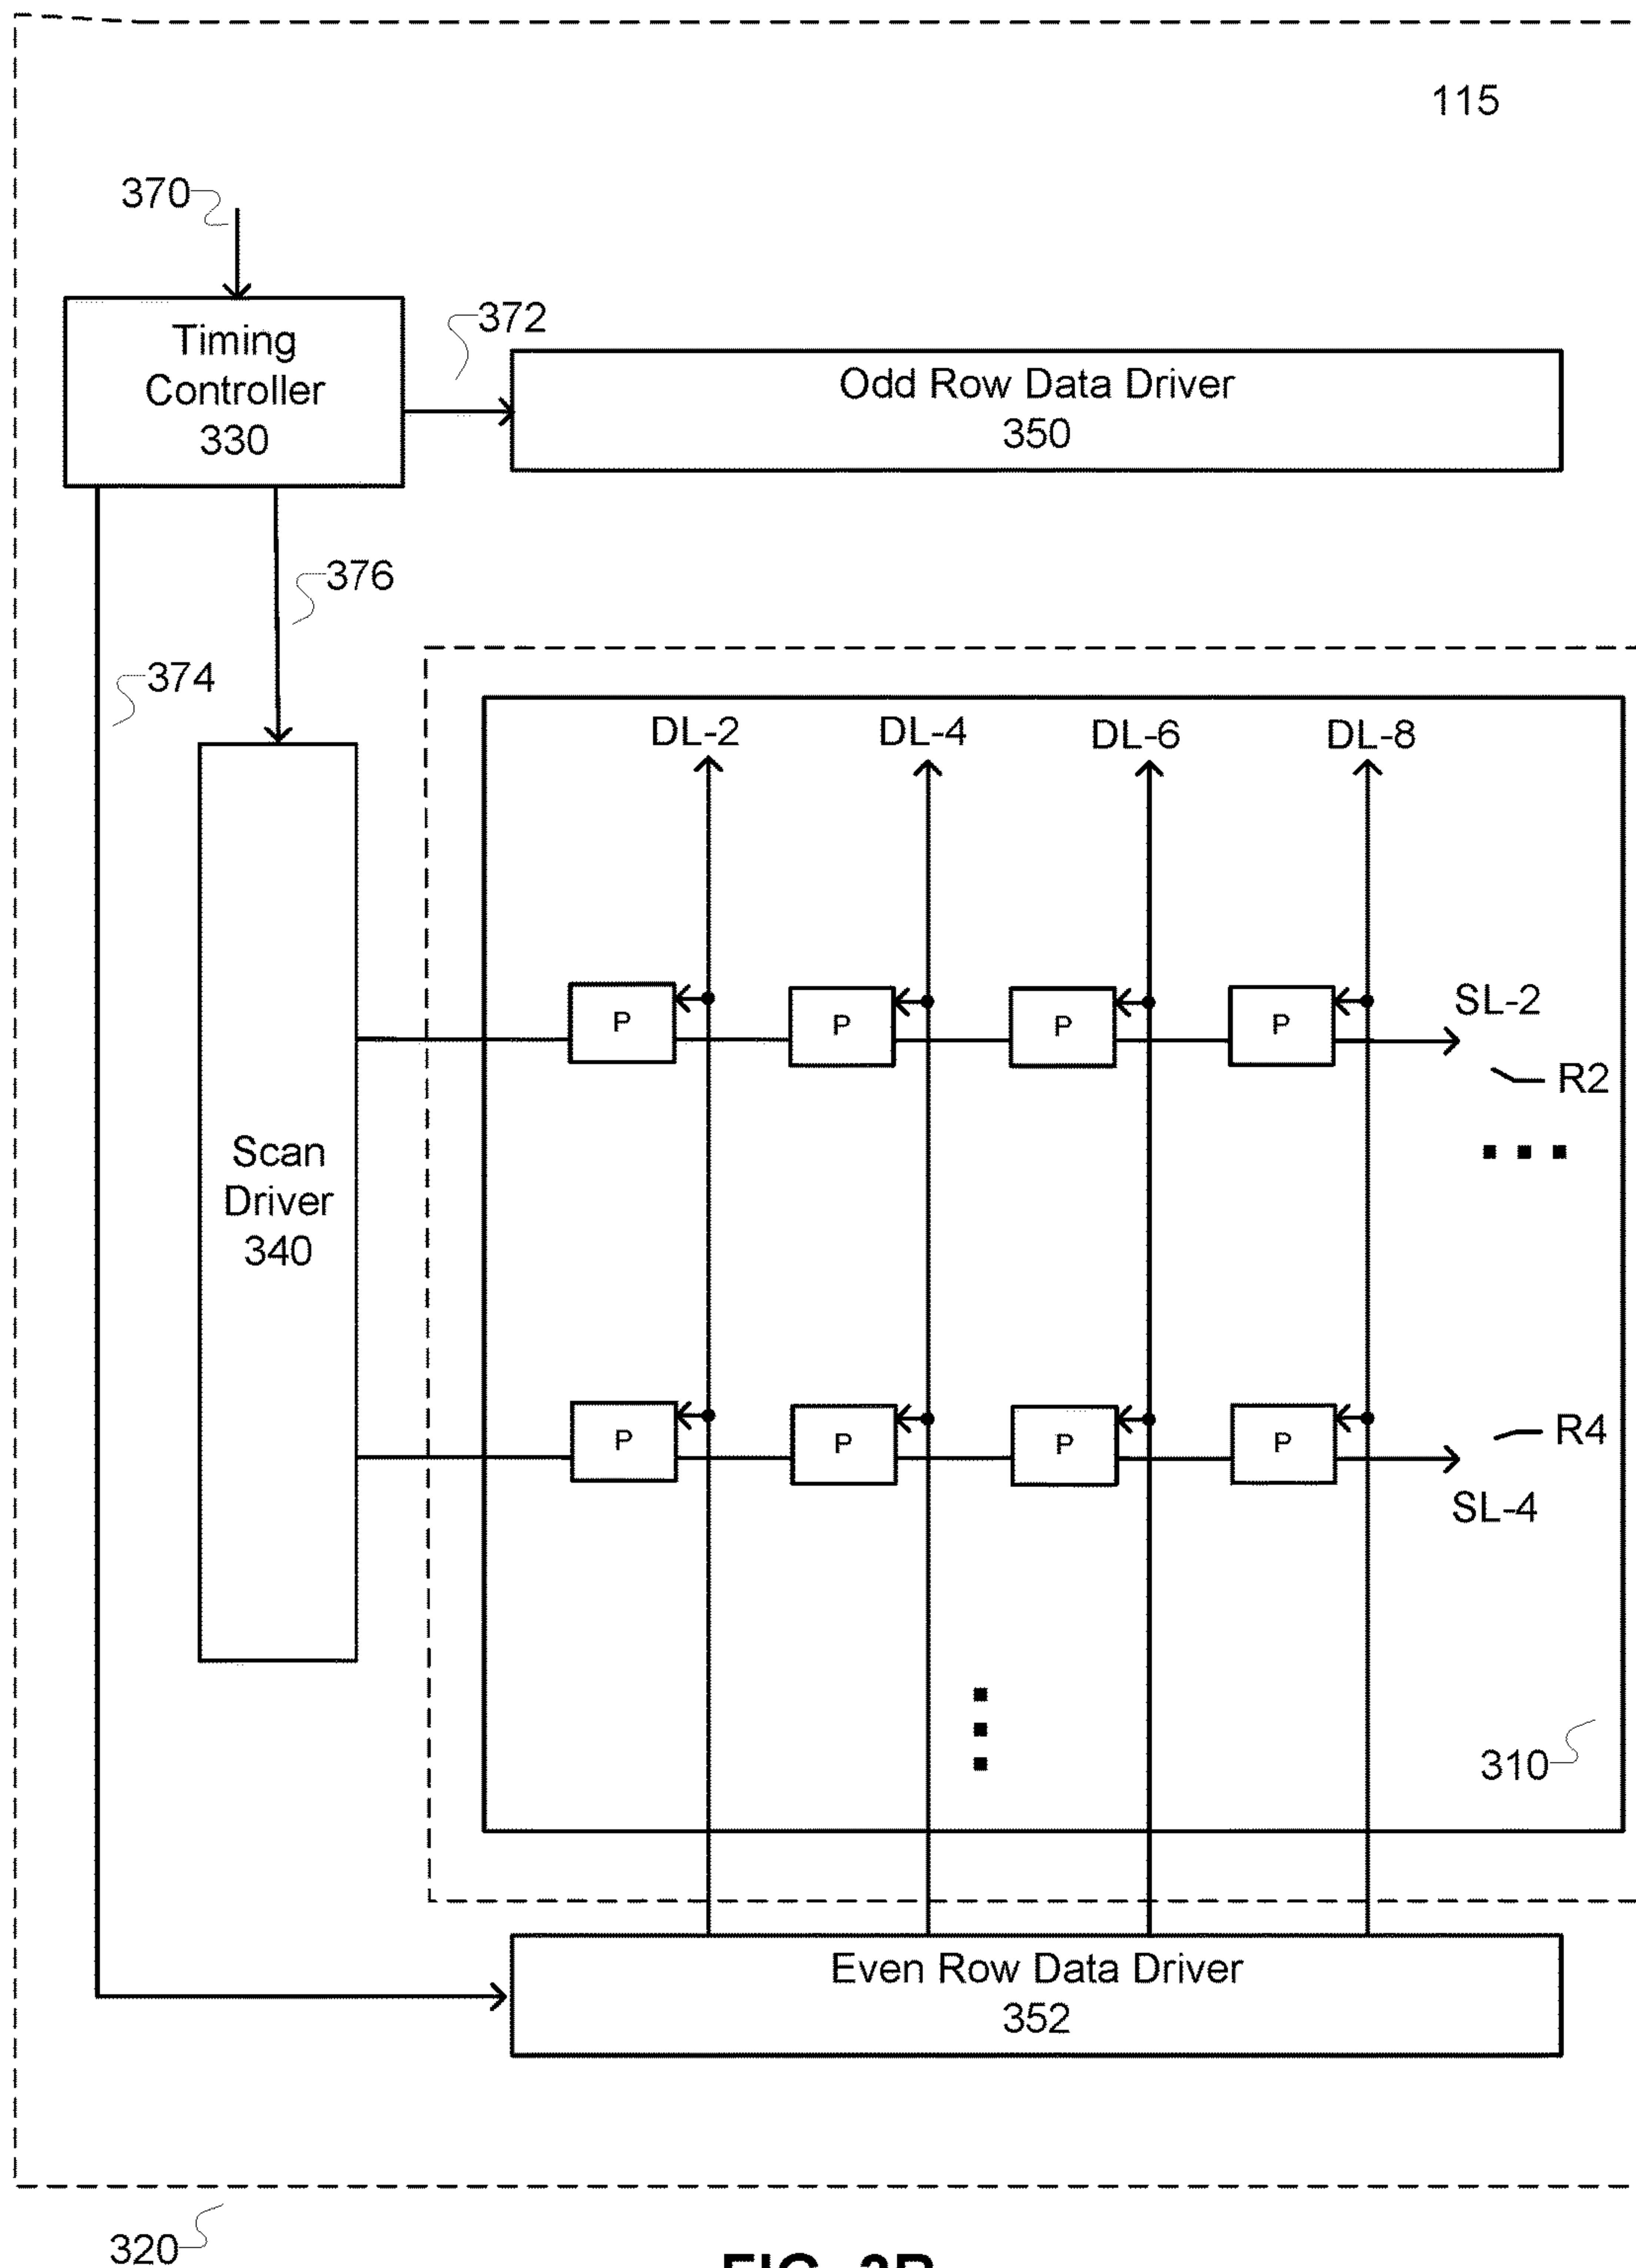 115
370
Timing
Controller
330
372
Odd Row Data Driver
350
376
374
DL-2 DL-4 DL-6 DL-8
P P P P
SL-2
R2
Scan
Driver
340
P P P P
R4
SL-4
310
Even Row Data Driver
352
320